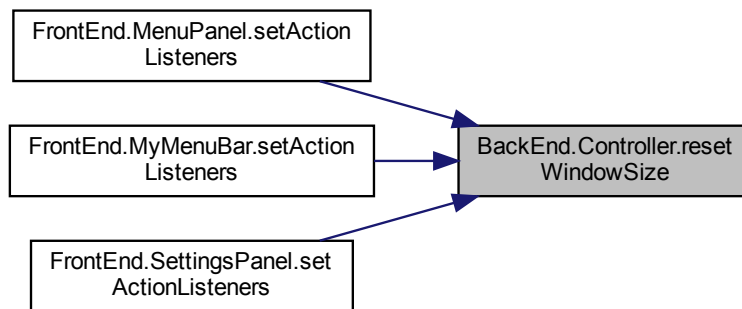 FrontEnd.MenuPanel.setAction
Listeners
FrontEnd.MyMenuBar.setAction
Listeners
BackEnd.Controller.reset
WindowSize
FrontEnd.SettingsPanel.set
ActionListeners